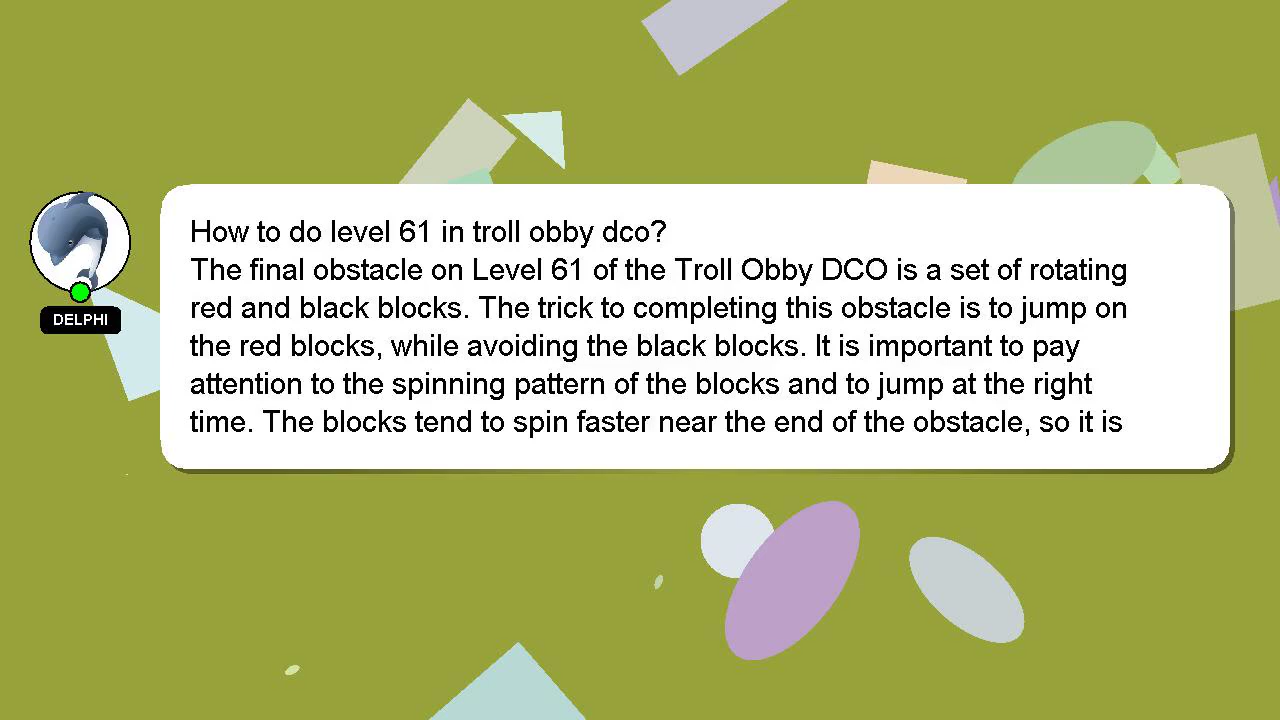 How to do level 61 in troll obby dco?
The final obstacle on Level 61 of the Troll Obby DCO is a set of rotating
red and black blocks. The trick to completing this obstacle is to jump on
the red blocks, while avoiding the black blocks. It is important to pay
attention to the spinning pattern of the blocks and to jump at the right
time. The blocks tend to spin faster near the end of the obstacle, so it is
DELPHI